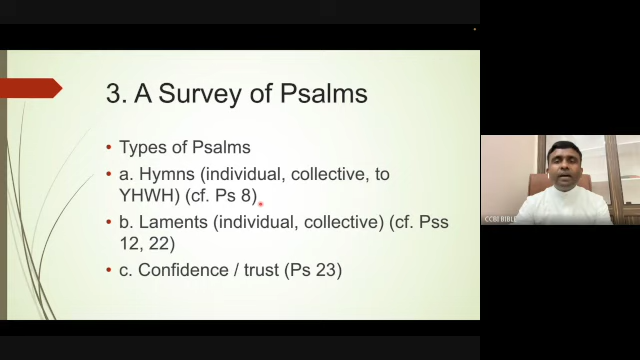 3. A Survey of Psalms
• Types of Psalms
• a. Hymns (individual, collective, to
YHWH) (cf. Ps 8)
• b. Laments (individual, collective) (cf. Pss
12, 22)
• c. Confidence / trust (Ps 23)
CCBI BIBLE